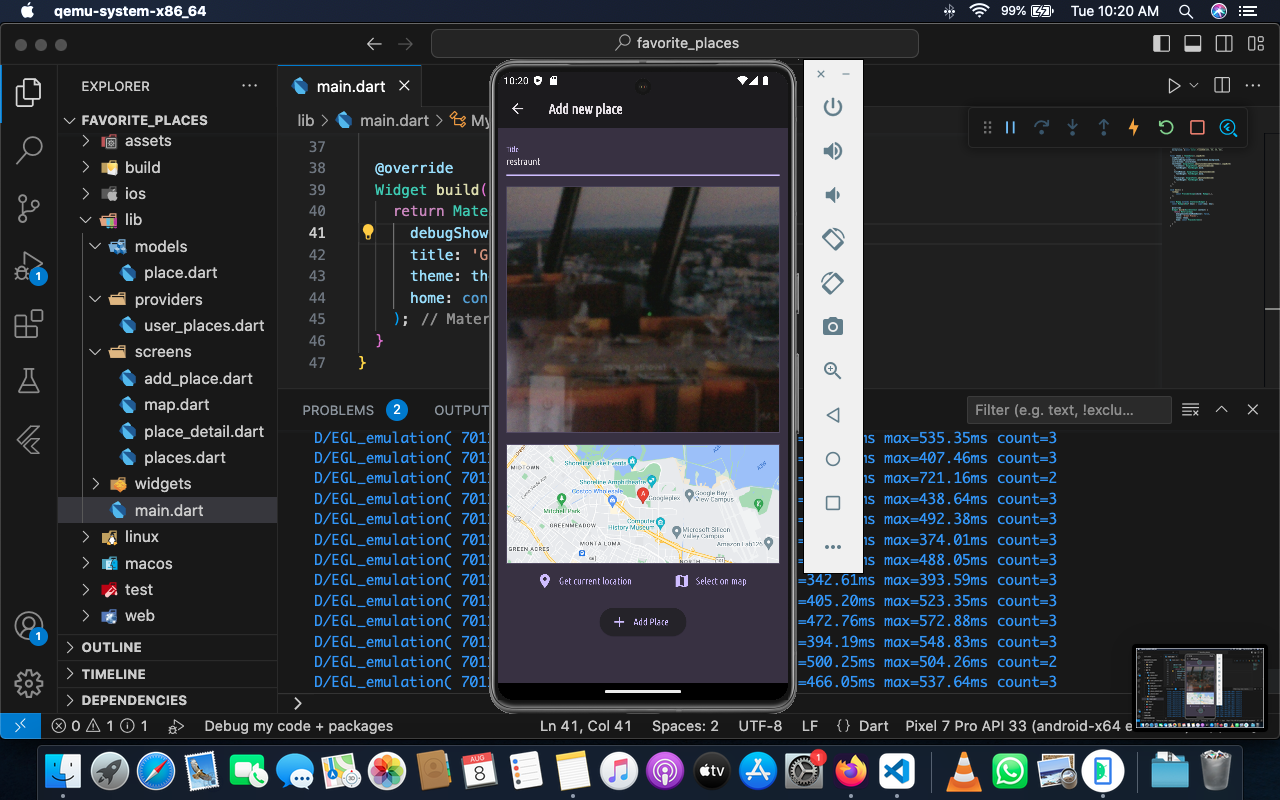 qemu-system-x86_64
99%
Tue 10:20 AM
favorite_places
EXPLORER
FAVORITE_PLACES
assets
build
ios
lib
models
place.dart
providers
user_places.dart
screens
add_place.dart
map.dart
place_detail.dart
places.dart
widgets
main.dart
linux
macos
test
web
OUTLINE
TIMELINE
DEPENDENCIES
1
1
main.dart
lib > main.dart > My
37
38 @override
39 Widget build(
40 return Mate
41 debugShow
42 title: 'G
43 theme: th
44 home: con
45 ); // Mater
46 }
47 }
PROBLEMS 2 OUTPUT
Filter (e.g. text, !exclu...
D/EGL_emulation( 701
ms max=535.35ms count=3
D/EGL_emulation( 701
ms max=407.46ms count=3
D/EGL_emulation( 701
ms max=721.16ms count=2
D/EGL_emulation( 701
ms max=438.64ms count=3
D/EGL_emulation( 701
ms max=492.38ms count=3
D/EGL_emulation( 701
ms max=374.01ms count=3
D/EGL_emulation( 701
ms max=488.05ms count=3
D/EGL_emulation( 701
=342.61ms max=393.59ms count=3
D/EGL_emulation( 701
=405.20ms max=523.35ms count=3
D/EGL_emulation( 701
=472.76ms max=572.88ms count=3
D/EGL_emulation( 701
=394.19ms max=548.83ms count=3
D/EGL_emulation( 701
=500.25ms max=504.26ms count=2
D/EGL_emulation( 701
=466.05ms max=537.64ms count=3
10:20
Add new place
Title
restraunt
MIDTOWN
Shoreline Lake Events
Shoreline Amphitheatre
Costco Wholesale
A
Googleplex
Google Bay
View Campus
Mitchell Park
GREENMEADOW
Computer
History Museum
Microsoft Silicon
Valley Campus
MONTA LOMA
GREEN ACRES
Amazon Lab126
NORTH
Get current location
Select on map
Add Place
0 1 1
Debug my code + packages
Ln 41, Col 41
Spaces: 2
UTF-8
LF
{} Dart
Pixel 7 Pro API 33 (android-x64 e
AUG
8
1
tv